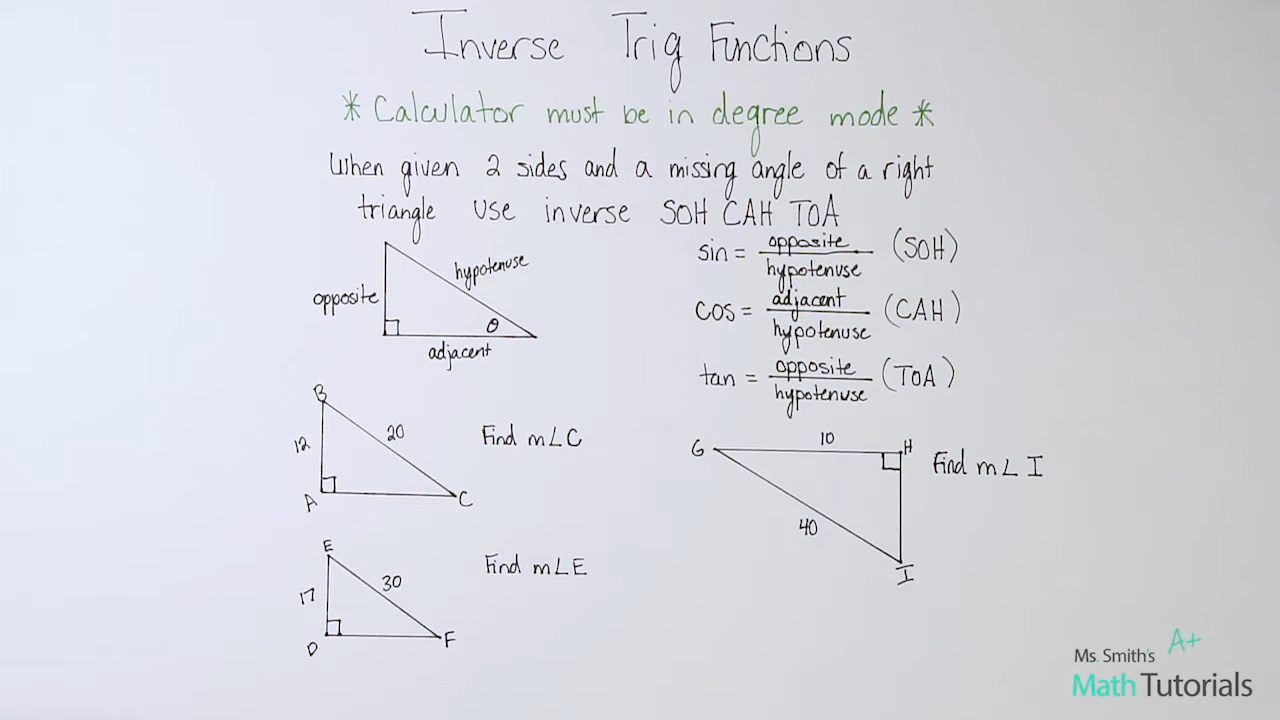 Inverse Trig Functions
* Calculator must be in degree mode *
When given 2 sides and a missing angle of a right
triangle use inverse SOH CAH TOA
opposite
hypotenuse
θ
adjacent
sin = opposite / hypotenuse (SOH)
cos = adjacent / hypotenuse (CAH)
tan = opposite / hypotenuse (TOA)
B
12
20
A
C
Find m∠C
E
17
30
D
F
Find m∠E
G
10
H
40
I
Find m∠I
Ms. Smith's A+
Math Tutorials